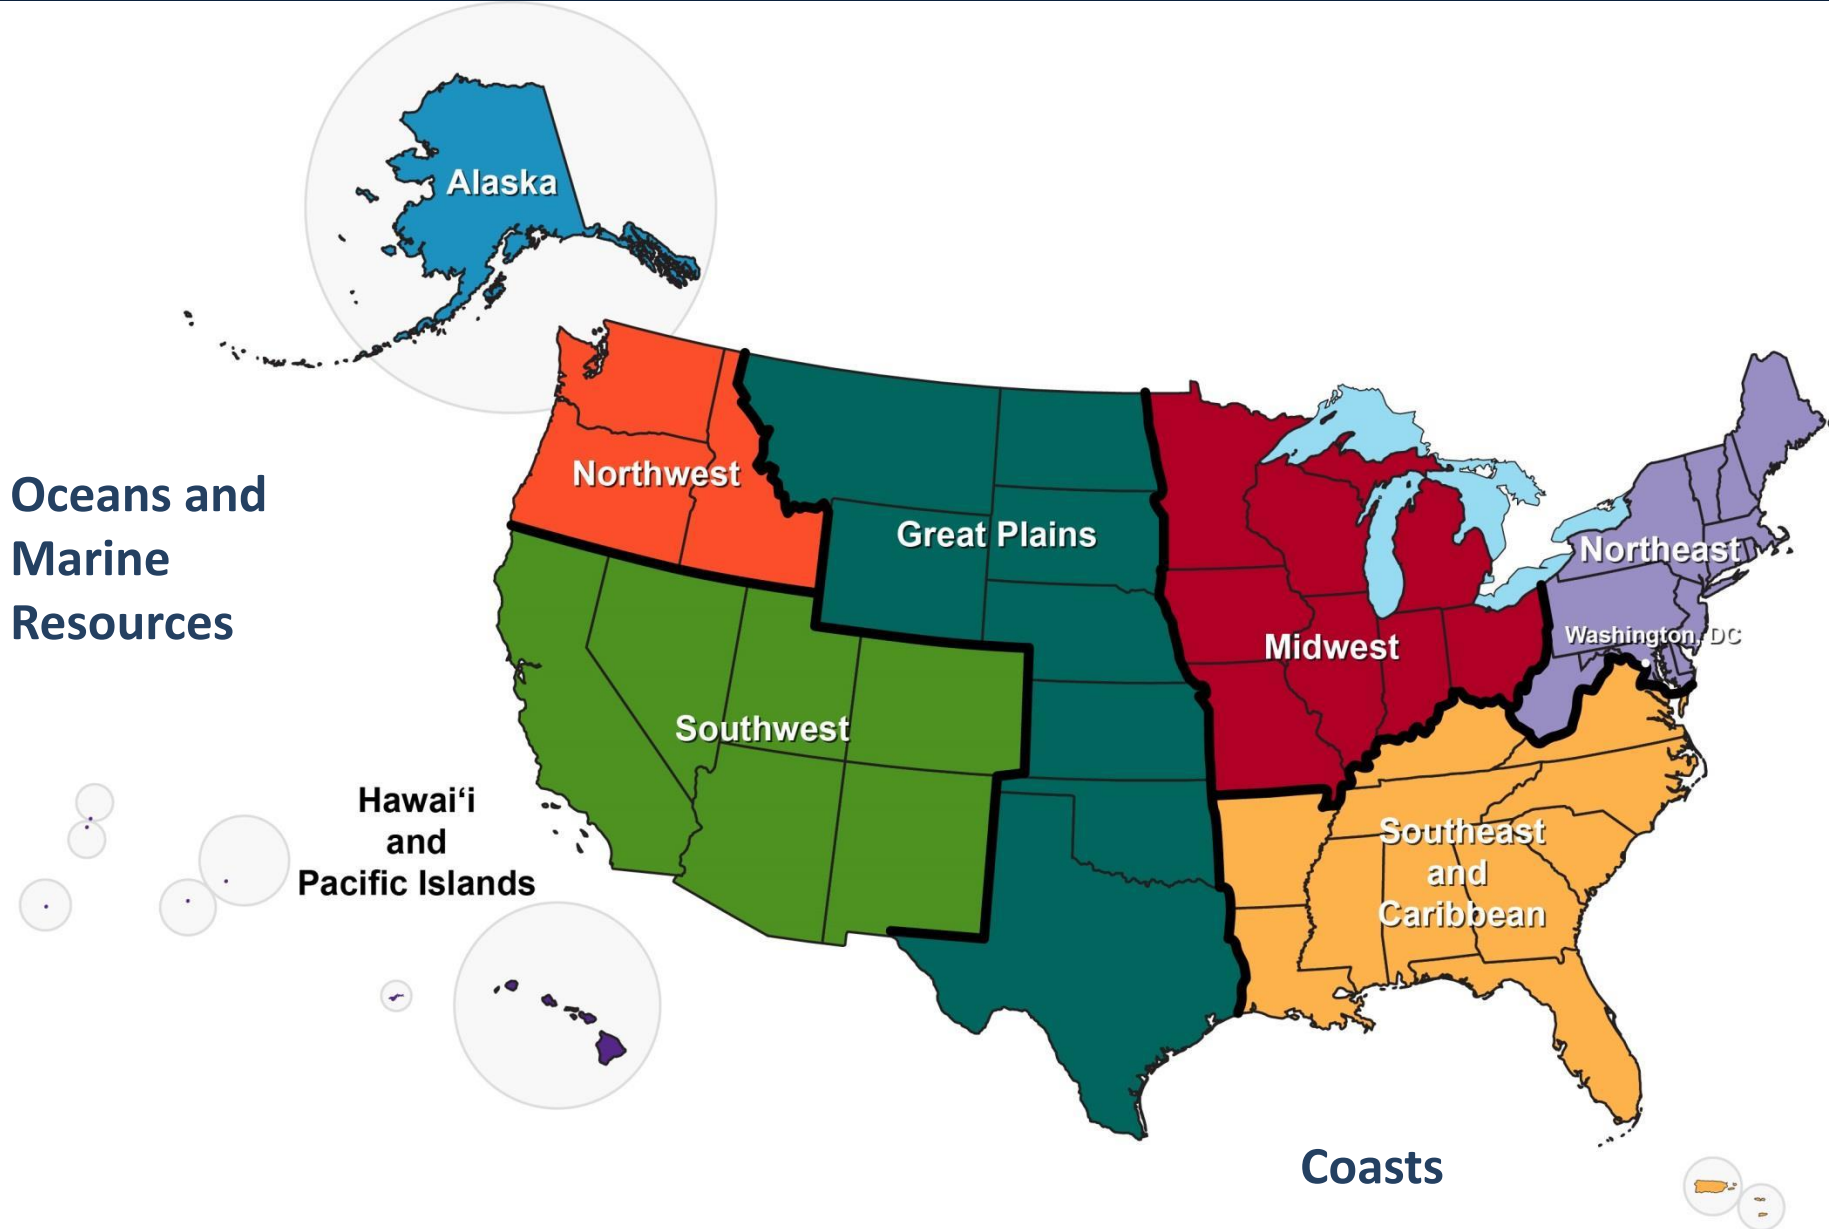 Alaska
Northwest
Oceans and
Marine
Resources
Great Plains
Northeast
Washington, DC
Midwest
Southwest
Hawai‘i
and
Pacific Islands
Southeast
and
Caribbean
Coasts